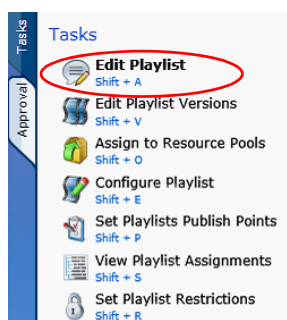 Tasks
Approval
Tasks
Edit Playlist
Shift + A
Edit Playlist Versions
Shift + V
Assign to Resource Pools
Shift + O
Configure Playlist
Shift + E
Set Playlists Publish Points
Shift + P
View Playlist Assignments
Shift + S
Set Playlist Restrictions
Shift + R